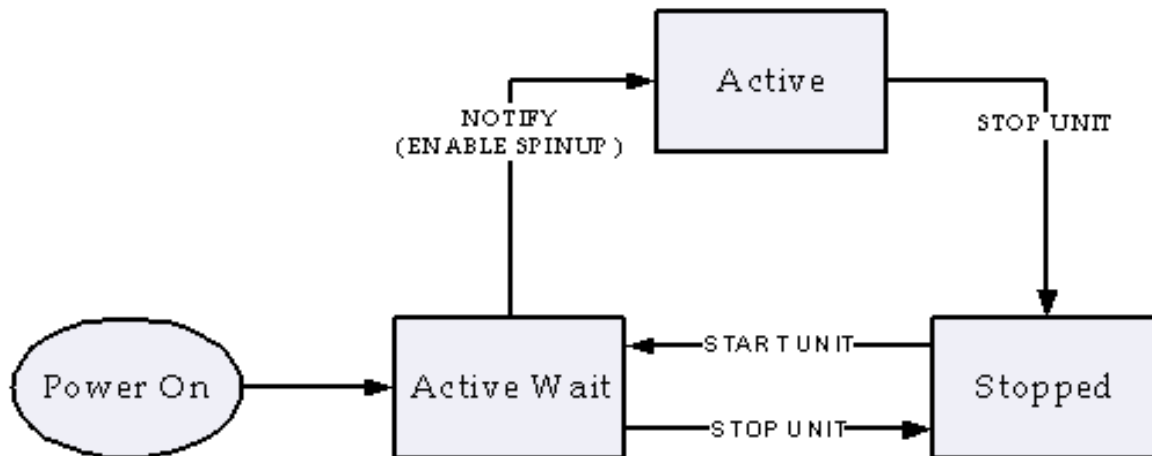 Active
NOTIFY
(ENABLE SPINUP)
STOP UNIT
START UNIT
Power On
Active Wait
Stopped
STOP UNIT